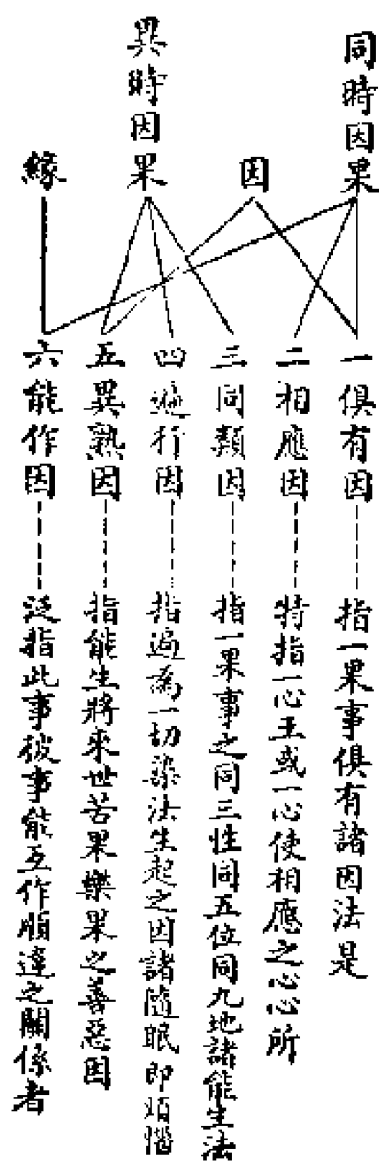 同時因果
因
異時因果
緣
一俱有因……指一果事俱有諸因法是
二相應因……特指一心王或一心使相應之心心所
三同類因……指一果事之同三性同五位同九地諸能生法
四遍行因……指遍為一切染法生起之因諸隨眠即煩惱
五異熟因……指能生將來世苦果樂果之善惡因
六能作因……泛指此事彼事能互作順違之關係者